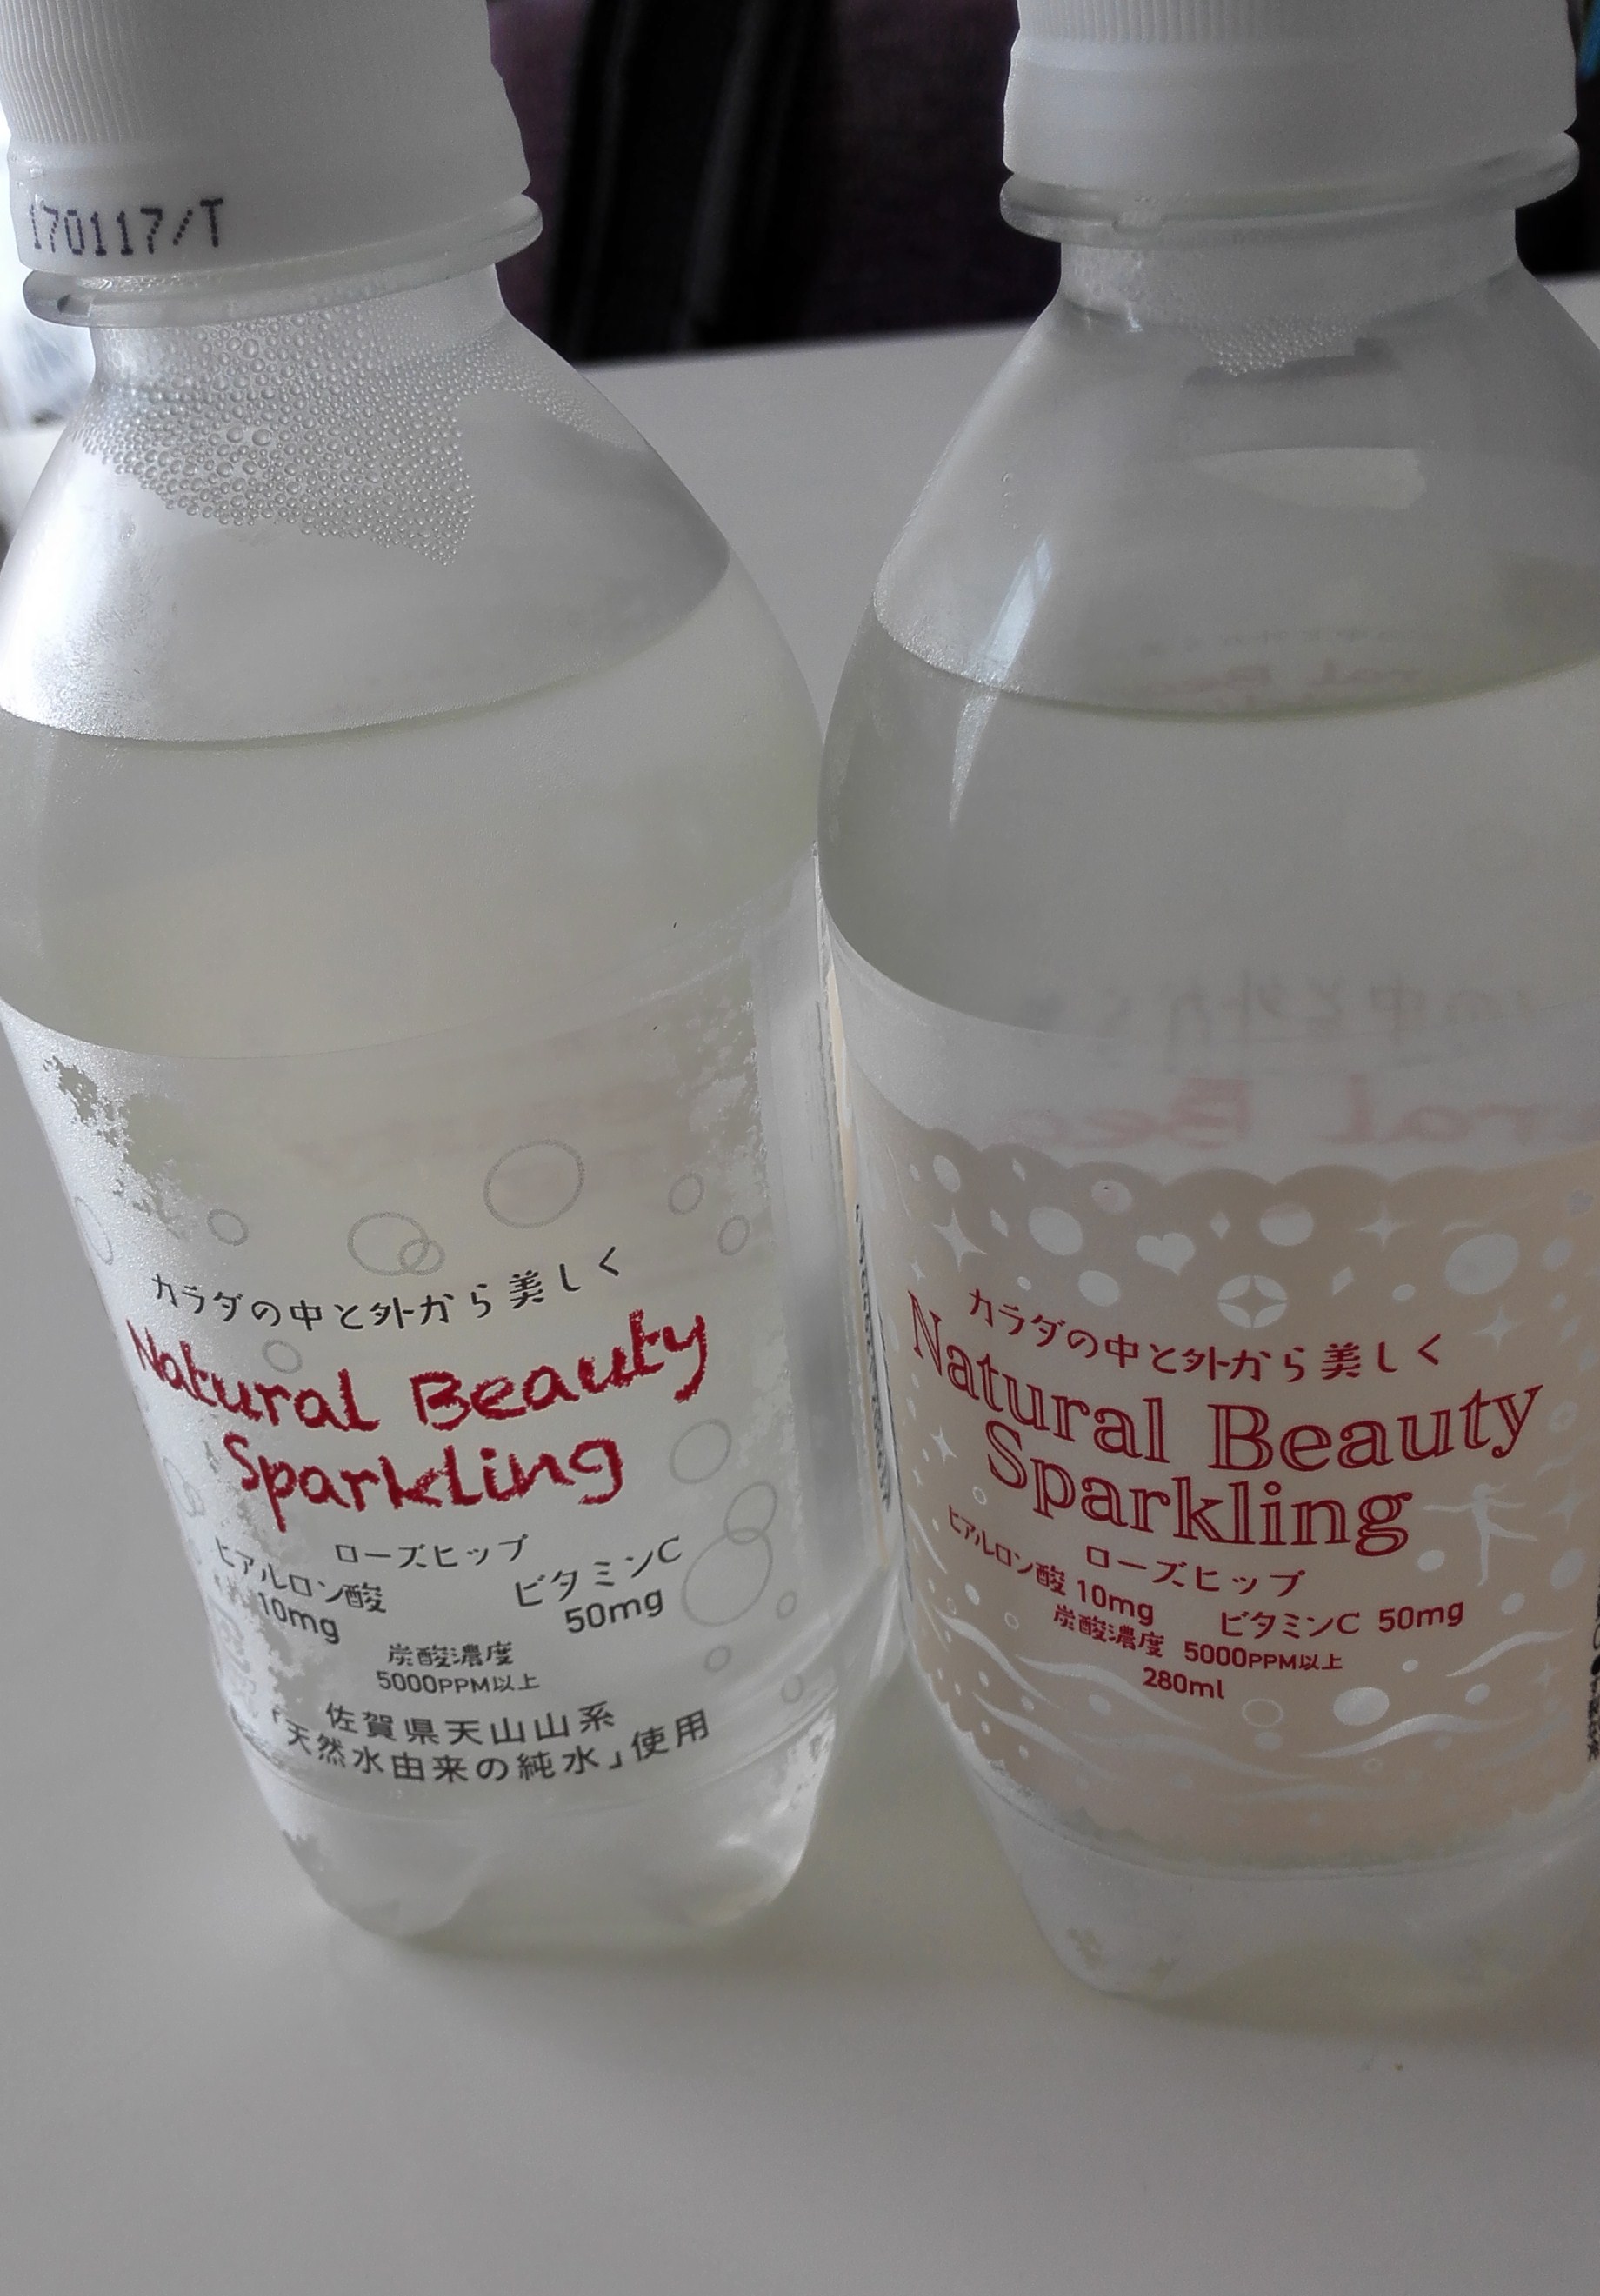 170117/T
カラダの中と外から美しく
Natural Beauty
Sparkling
ローズヒップ
ヒアルロン酸 ビタミンC
10mg 50mg
炭酸濃度
5000PPM以上
佐賀県天山山系
「天然水由来の純水」使用
カラダの中と外から美しく
Natural Beauty
Sparkling
ローズヒップ
ヒアルロン酸 10mg ビタミンC 50mg
炭酸濃度 5000PPM以上
280ml